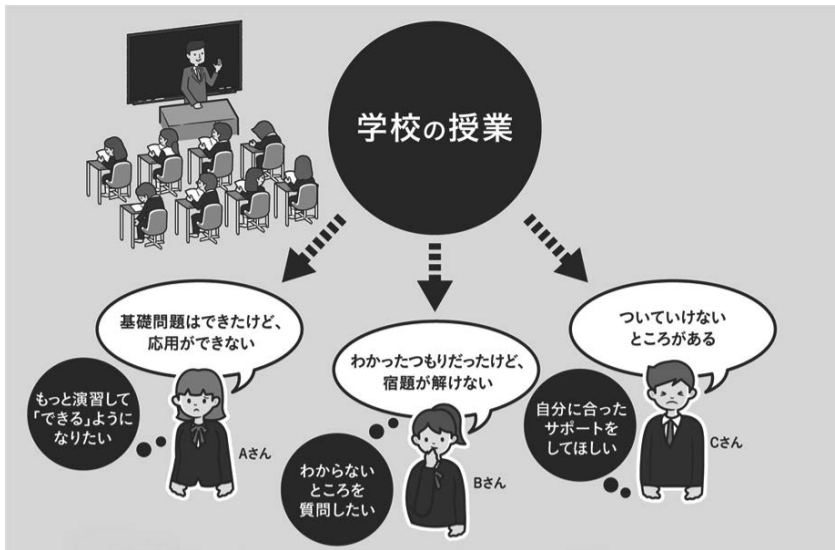 学校の授業
基礎問題はできたけど、
応用ができない
もっと演習して
「できる」ように
なりたい
Aさん
わかったつもりだったけど、
宿題が解けない
わからない
ところを
質問したい
Bさん
ついていけない
ところがある
自分に合った
サポートを
してほしい
Cさん